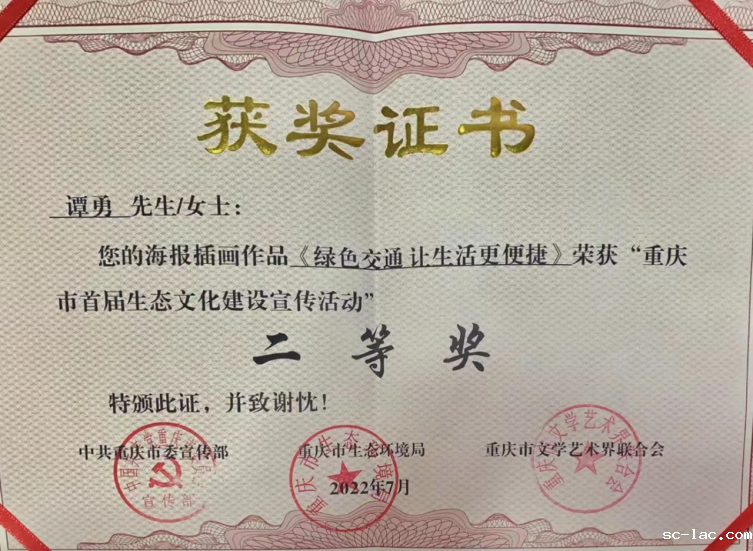 获奖证书
谭勇 先生/女士：
您的海报插画作品《绿色交通 让生活更便捷》荣获“重庆
市首届生态文化建设宣传活动”
二等奖
特颁此证，并致谢忱！
中共重庆市委宣传部 重庆市生态环境局 重庆市文学艺术界联合会
宣传部
2022年7月
sc-lac.com